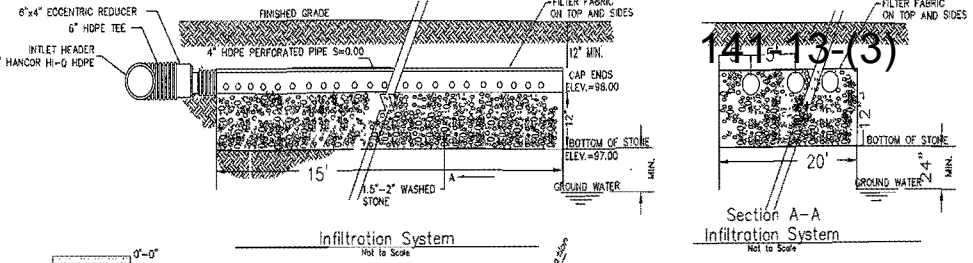 6"x4" ECCENTRIC REDUCER
6" HDPE TEE
INTLET HEADER
HANCOR HI-Q HDPE
FINISHED GRADE
4" HDPE PERFORATED PIPE S=0.00
FILTER FABRIC
ON TOP AND SIDES
12" MIN.
CAP ENDS
ELEV.=98.00
12"
BOTTOM OF STONE
ELEV.=97.00
15'
A
1.5"-2" WASHED
STONE
GROUND WATER
MIN.
Infiltration System
Not to Scale
0"-0"
FILTER FABRIC
ON TOP AND SIDES
141-13-(3)
5'
12"
BOTTOM OF STONE
20'
24"
MIN.
GROUND WATER
Section A-A
Infiltration System
Not to Scale